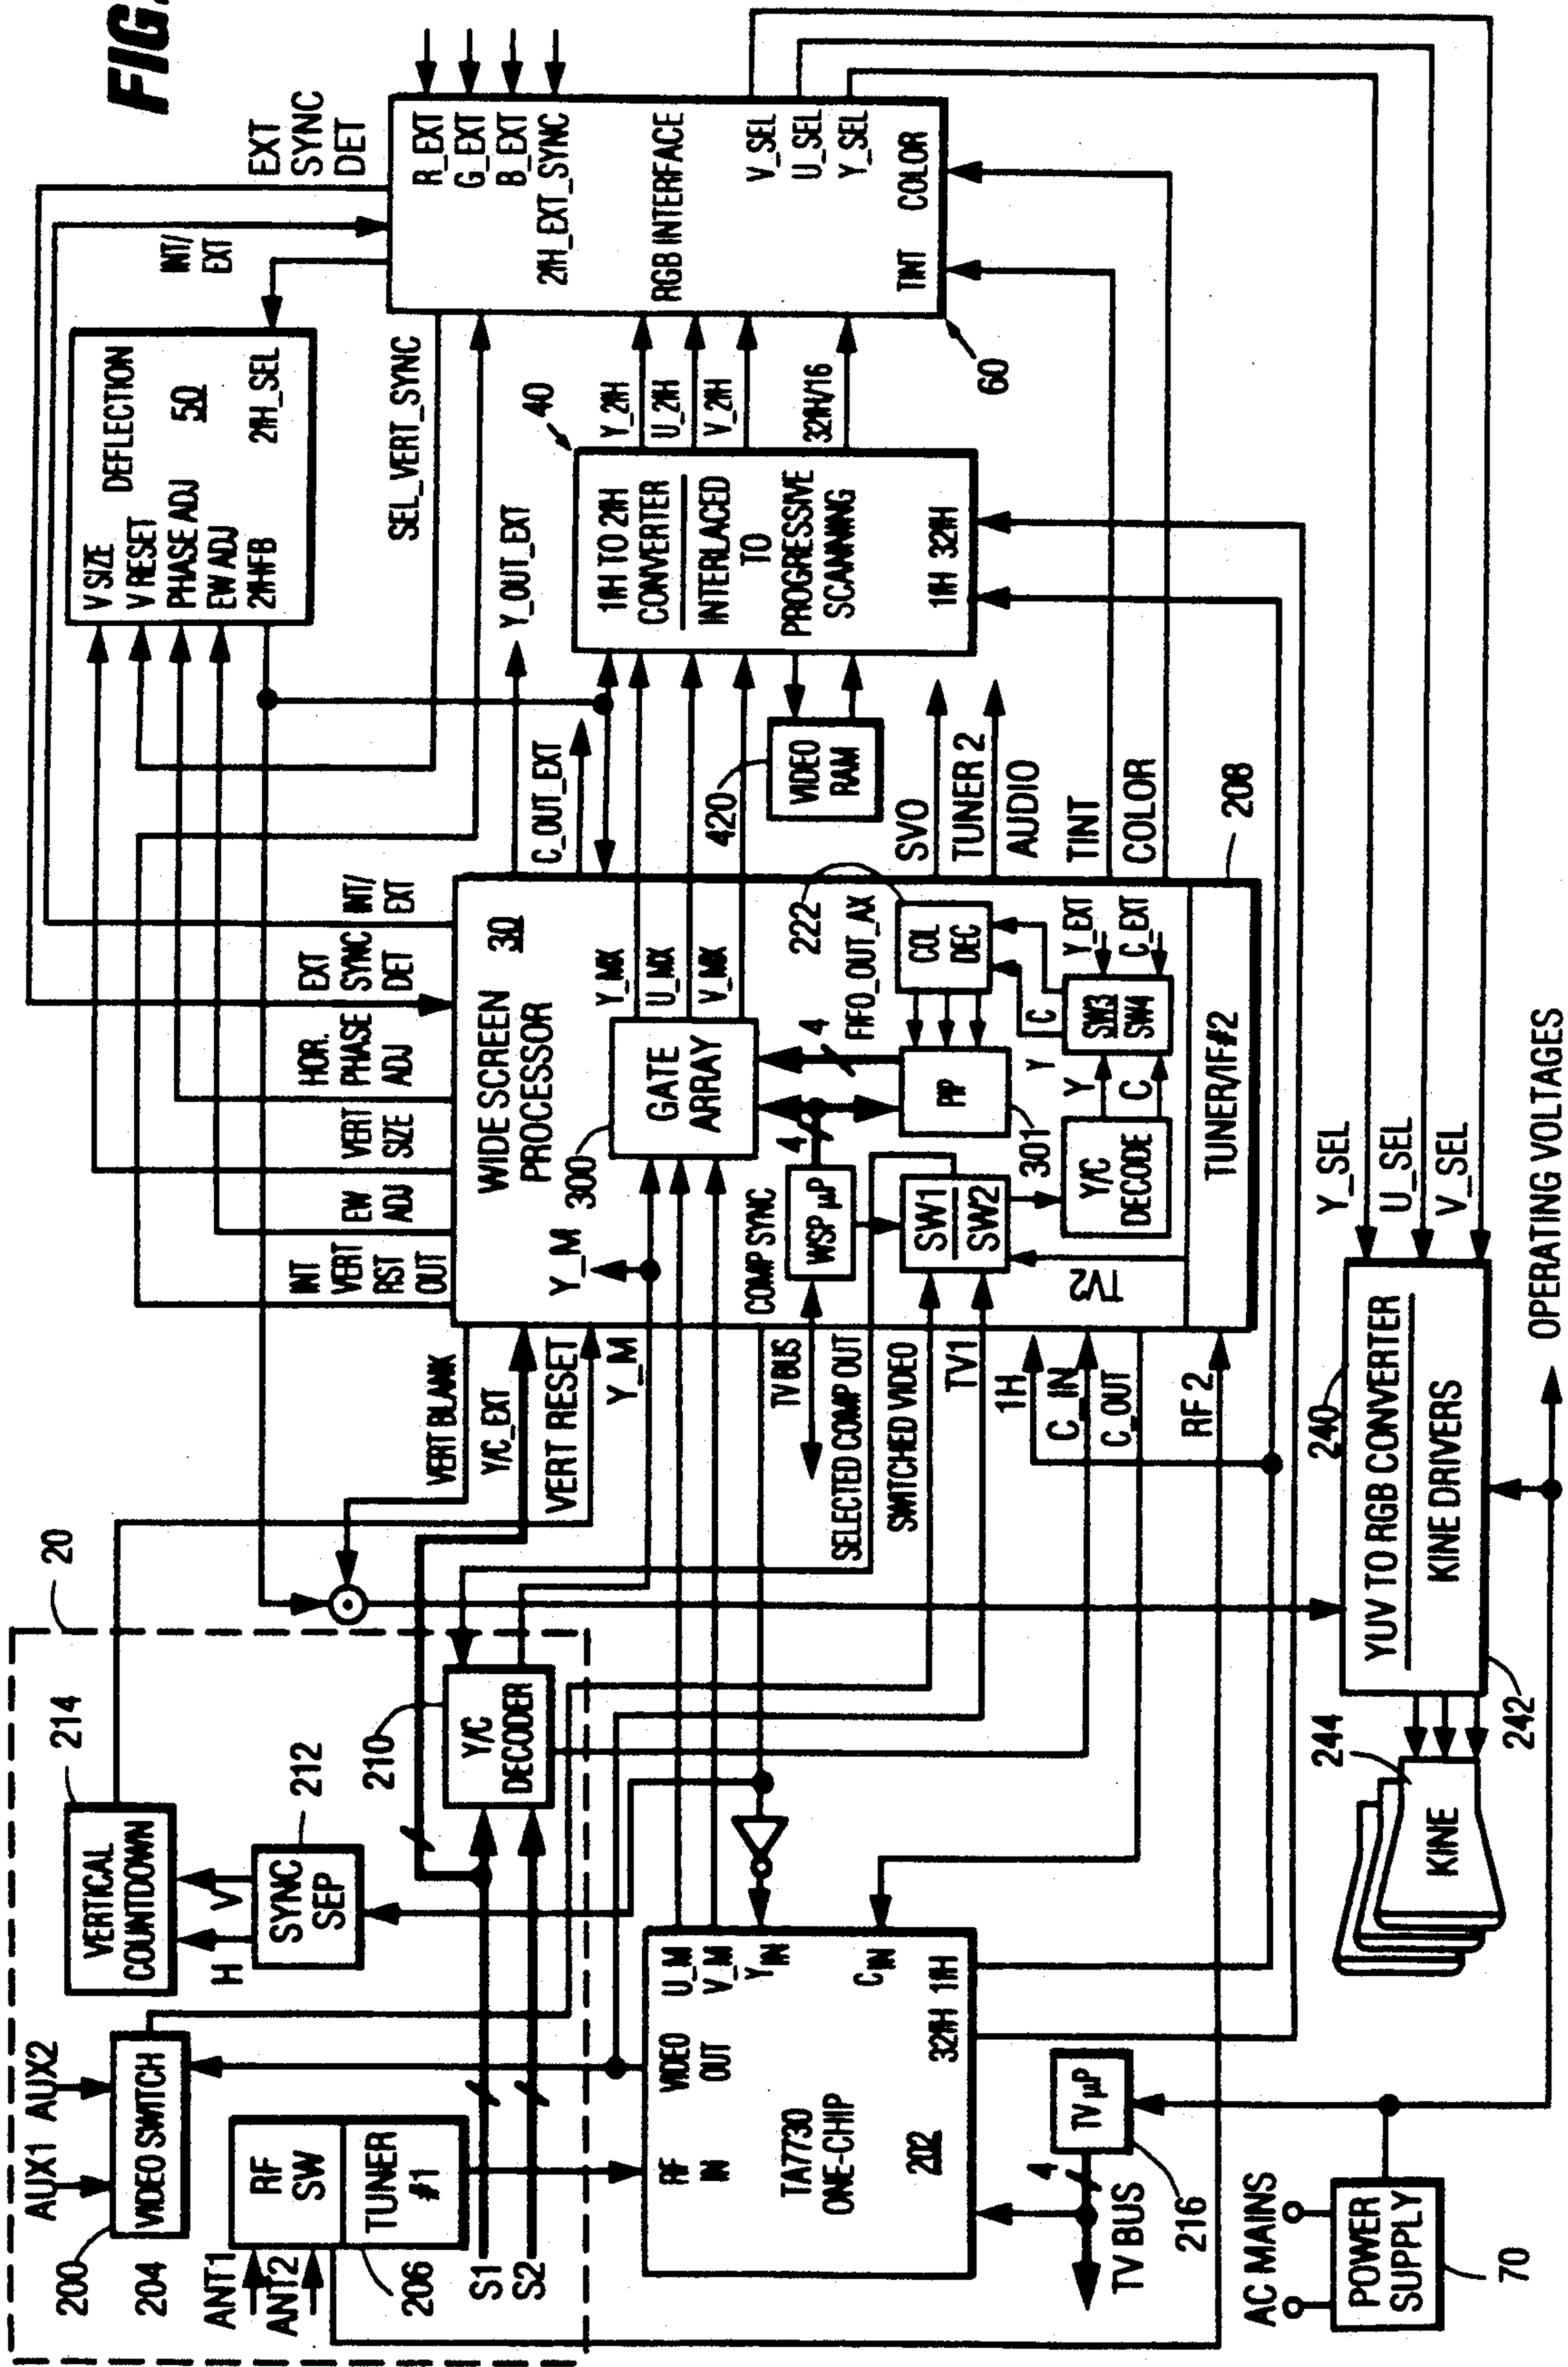 FIG.
20
AUX1
AUX2
200
VIDEO SWITCH
204
ANT1
ANT2
RF
SW
TUNER
#1
206
S1
S2
214
VERTICAL
COUNTDOWN
H
V
SYNC
SEP
212
210
Y/C
DECODER
RF
IN
VIDEO
OUT
U_M
V_M
YIN
CIN
TA7730
ONE-CHIP
202
32fH
1fH
4
TV BUS
TV µP
216
AC MAINS
POWER
SUPPLY
70
VERT BLANK
Y/C_EXT
VERT RESET
Y_M
TV BUS
SELECTED COMP OUT
SWITCHED VIDEO
TV1
1H
C_IN
C_OUT
RF 2
INT
VERT
RST
OUT
EW
ADJ
VERT
SIZE
HOR.
PHASE
ADJ
EXT
SYNC
DET
INT/
EXT
WIDE SCREEN
PROCESSOR
30
Y_M
300
GATE
ARRAY
Y_MX
U_MX
V_MX
COMP SYNC
WSP µP
4
4
FIFO_OUT_AX
PIP
301
COL
DEC
222
SW1
SW2
Y/C
DECODE
Y
C
Y
C
SW3
SW4
Y_EXT
C_EXT
TV2
TUNER/IF#2
208
V SIZE
V RESET
PHASE ADJ
EW ADJ
2fHFB
DEFLECTION
50
2fH_SEL
INT/
EXT
EXT
SYNC
DET
SEL_VERT_SYNC
Y_OUT_EXT
C_OUT_EXT
40
1fH TO 2fH
CONVERTER
INTERLACED
TO
PROGRESSIVE
SCANNING
1fH
32fH
420
VIDEO
RAM
SVO
TUNER 2
AUDIO
TINT
COLOR
Y_2fH
U_2fH
V_2fH
32fH/16
R_EXT
G_EXT
B_EXT
2fH_EXT_SYNC
RGB INTERFACE
V_SEL
U_SEL
Y_SEL
TINT
COLOR
60
Y_SEL
U_SEL
V_SEL
240
YUV TO RGB CONVERTER
KINE DRIVERS
242
244
KINE
OPERATING VOLTAGES